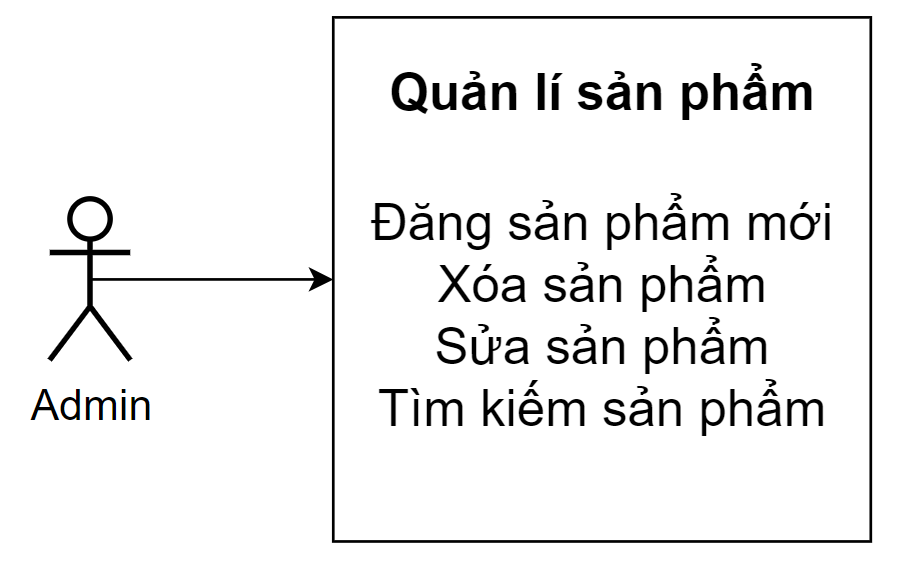 Quản lí sản phẩm
Đăng sản phẩm mới
Xóa sản phẩm
Sửa sản phẩm
Tìm kiếm sản phẩm
Admin